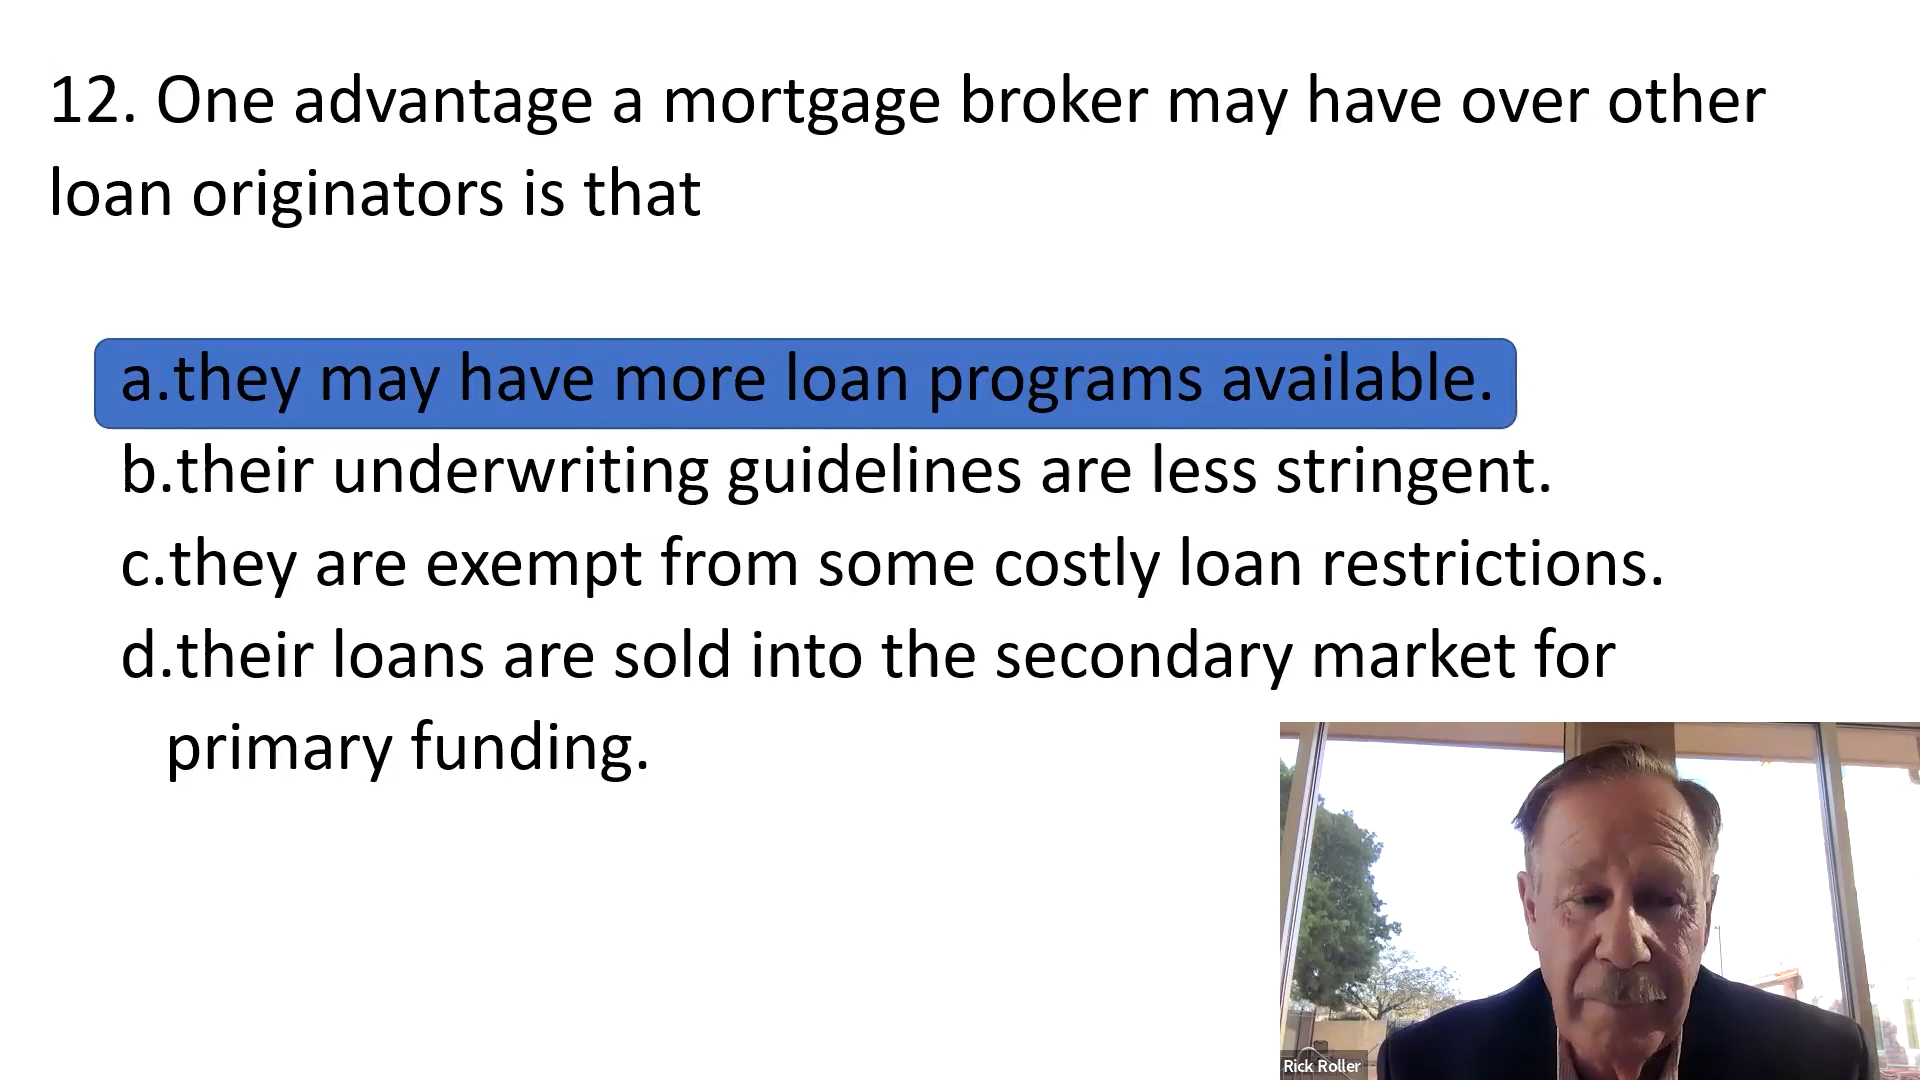 12. One advantage a mortgage broker may have over other
loan originators is that
a.they may have more loan programs available.
b.their underwriting guidelines are less stringent.
c.they are exempt from some costly loan restrictions.
d.their loans are sold into the secondary market for
primary funding.
Rick Roller